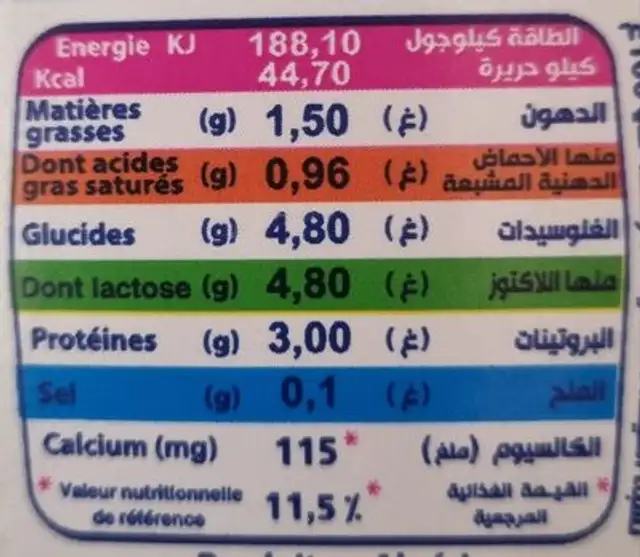 Energie KJ 188,10 الطاقة كيلوجول
Kcal 44,70 كيلو حريرة
Matières grasses (g) 1,50 (غ) الدهون
Dont acides gras saturés (g) 0,96 (غ) منها الاحماض الدهنية المشبعة
Glucides (g) 4,80 (غ) الغلوسيدات
Dont lactose (g) 4,80 (غ) منها اللاكتوز
Protéines (g) 3,00 (غ) البروتينات
Sel (g) 0,1 (غ) الملح
Calcium (mg) 115* (ملغ) الكالسيوم
* Valeur nutritionnelle de référence 11,5 %* * القيمة الغذائية المرجعية